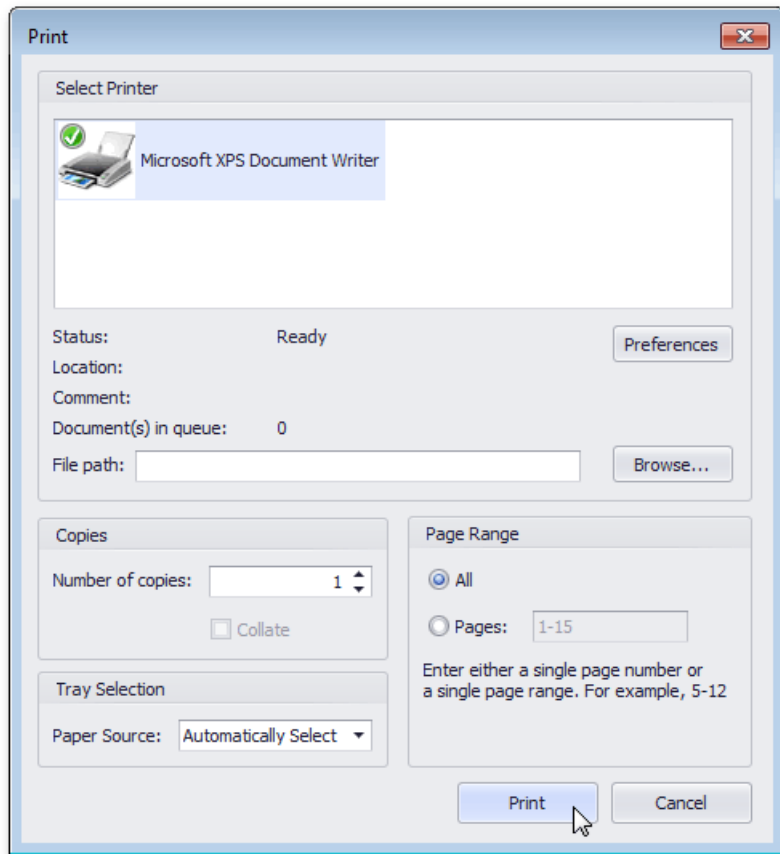 Print
Select Printer
Microsoft XPS Document Writer
Status: Ready
Preferences
Location:
Comment:
Document(s) in queue: 0
File path:
Browse...
Copies
Number of copies: 1
Collate
Tray Selection
Paper Source: Automatically Select
Page Range
All
Pages: 1-15
Enter either a single page number or
a single page range. For example, 5-12
Print
Cancel